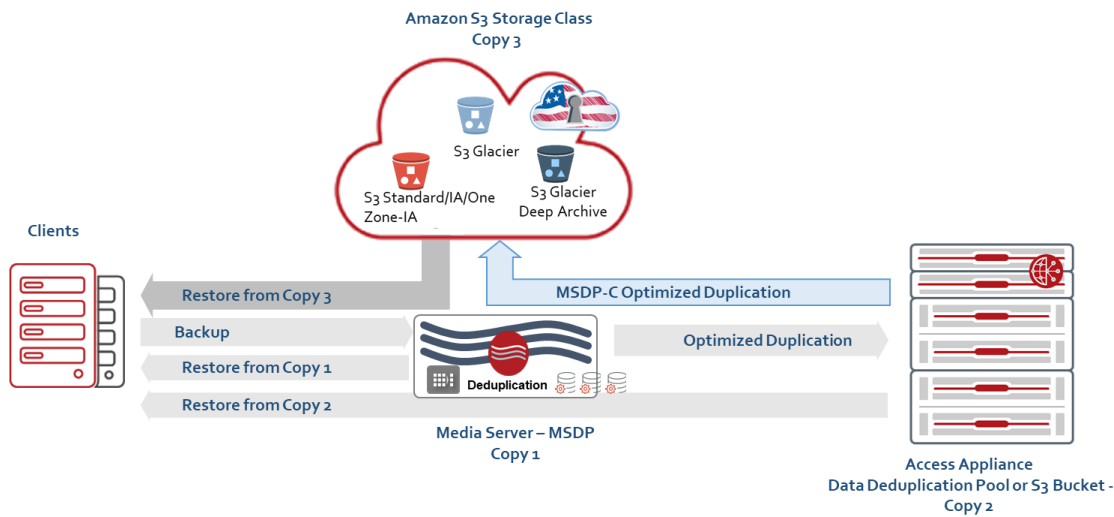 Amazon S3 Storage Class
Copy 3
S3 Glacier
S3 Standard/IA/One
Zone-IA
S3 Glacier
Deep Archive
Clients
Restore from Copy 3
MSDP-C Optimized Duplication
Backup
Optimized Duplication
Restore from Copy 1
Deduplication
Restore from Copy 2
Media Server – MSDP
Copy 1
Access Appliance
Data Deduplication Pool or S3 Bucket -
Copy 2